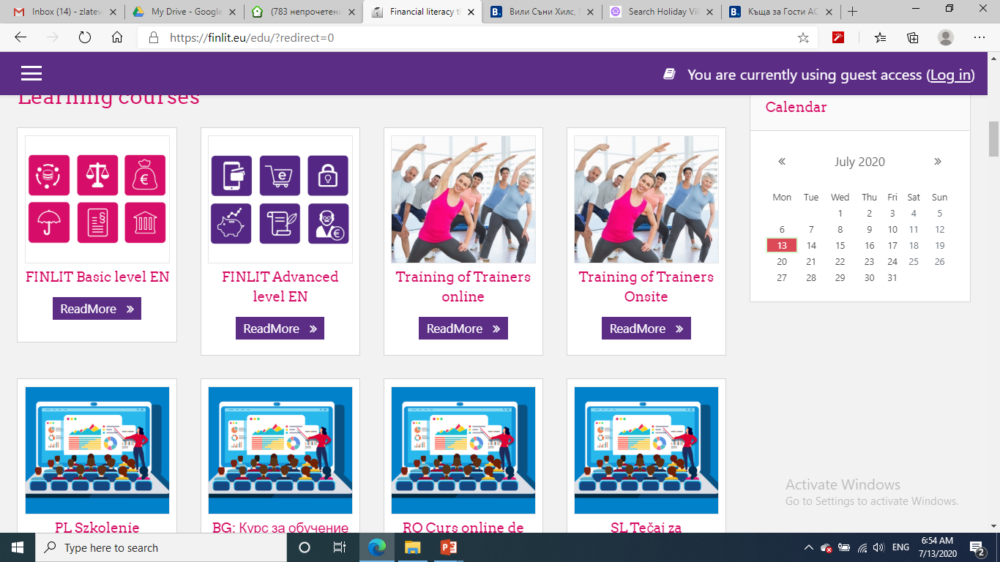 Inbox (14) - zlatev
My Drive - Google
(783 непрочетен
Financial literacy t
Вили Съни Хилс,
Search Holiday Vil
Къща за Гости АС
https://finlit.eu/edu/?redirect=0
You are currently using guest access (Log in)
Learning courses
FINLIT Basic level EN
ReadMore »
FINLIT Advanced
level EN
ReadMore »
Training of Trainers
online
ReadMore »
Training of Trainers
Onsite
ReadMore »
PL Szkolenie
BG: Курс за обучение
RO Curs online de
SL Tečaj za
Calendar
« July 2020 »
Mon Tue Wed Thu Fri Sat Sun
1 2 3 4 5
6 7 8 9 10 11 12
13 14 15 16 17 18 19
20 21 22 23 24 25 26
27 28 29 30 31
Activate Windows
Go to Settings to activate Windows.
Type here to search
ENG
6:54 AM
7/13/2020
2